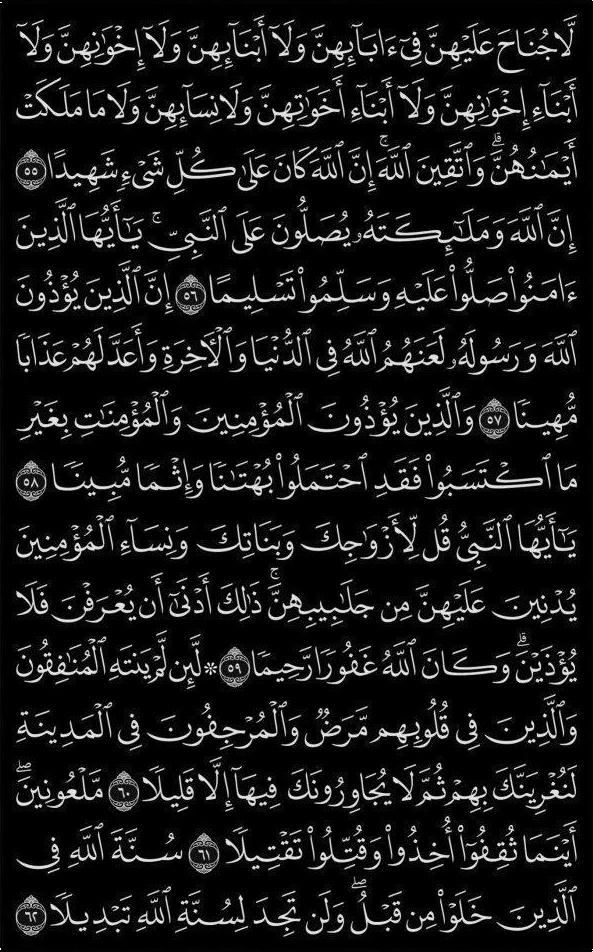 لَّا جُنَاحَ عَلَيْهِنَّ فِىٓ ءَابَآئِهِنَّ وَلَآ أَبْنَآئِهِنَّ وَلَآ إِخْوَٰنِهِنَّ وَلَآ
أَبْنَآءِ إِخْوَٰنِهِنَّ وَلَآ أَبْنَآءِ أَخَوَٰتِهِنَّ وَلَا نِسَآئِهِنَّ وَلَا مَا مَلَكَتْ
أَيْمَٰنُهُنَّ ۗ وَٱتَّقِينَ ٱللَّهَ ۚ إِنَّ ٱللَّهَ كَانَ عَلَىٰ كُلِّ شَىْءٍ شَهِيدًا ٥٥
إِنَّ ٱللَّهَ وَمَلَٰٓئِكَتَهُۥ يُصَلُّونَ عَلَى ٱلنَّبِىِّ ۚ يَٰٓأَيُّهَا ٱلَّذِينَ
ءَامَنُوا۟ صَلُّوا۟ عَلَيْهِ وَسَلِّمُوا۟ تَسْلِيمًا ٥٦ إِنَّ ٱلَّذِينَ يُؤْذُونَ
ٱللَّهَ وَرَسُولَهُۥ لَعَنَهُمُ ٱللَّهُ فِى ٱلدُّنْيَا وَٱلْءَاخِرَةِ وَأَعَدَّ لَهُمْ عَذَابًا
مُّهِينًا ٥٧ وَٱلَّذِينَ يُؤْذُونَ ٱلْمُؤْمِنِينَ وَٱلْمُؤْمِنَٰتِ بِغَيْرِ
مَا ٱكْتَسَبُوا۟ فَقَدِ ٱحْتَمَلُوا۟ بُهْتَٰنًا وَإِثْمًا مُّبِينًا ٥٨
يَٰٓأَيُّهَا ٱلنَّبِىُّ قُل لِّأَزْوَٰجِكَ وَبَنَاتِكَ وَنِسَآءِ ٱلْمُؤْمِنِينَ
يُدْنِينَ عَلَيْهِنَّ مِن جَلَٰبِيبِهِنَّ ۚ ذَٰلِكَ أَدْنَىٰٓ أَن يُعْرَفْنَ فَلَا
يُؤْذَيْنَ ۗ وَكَانَ ٱللَّهُ غَفُورًا رَّحِيمًا ٥٩ ۞ لَّئِن لَّمْ يَنتَهِ ٱلْمُنَٰفِقُونَ
وَٱلَّذِينَ فِى قُلُوبِهِم مَّرَضٌ وَٱلْمُرْجِفُونَ فِى ٱلْمَدِينَةِ
لَنُغْرِيَنَّكَ بِهِمْ ثُمَّ لَا يُجَاوِرُونَكَ فِيهَآ إِلَّا قَلِيلًا ٦٠ مَّلْعُونِينَ ۖ
أَيْنَمَا ثُقِفُوٓا۟ أُخِذُوا۟ وَقُتِّلُوا۟ تَقْتِيلًا ٦١ سُنَّةَ ٱللَّهِ فِى
ٱلَّذِينَ خَلَوْا۟ مِن قَبْلُ ۖ وَلَن تَجِدَ لِسُنَّةِ ٱللَّهِ تَبْدِيلًا ٦٢